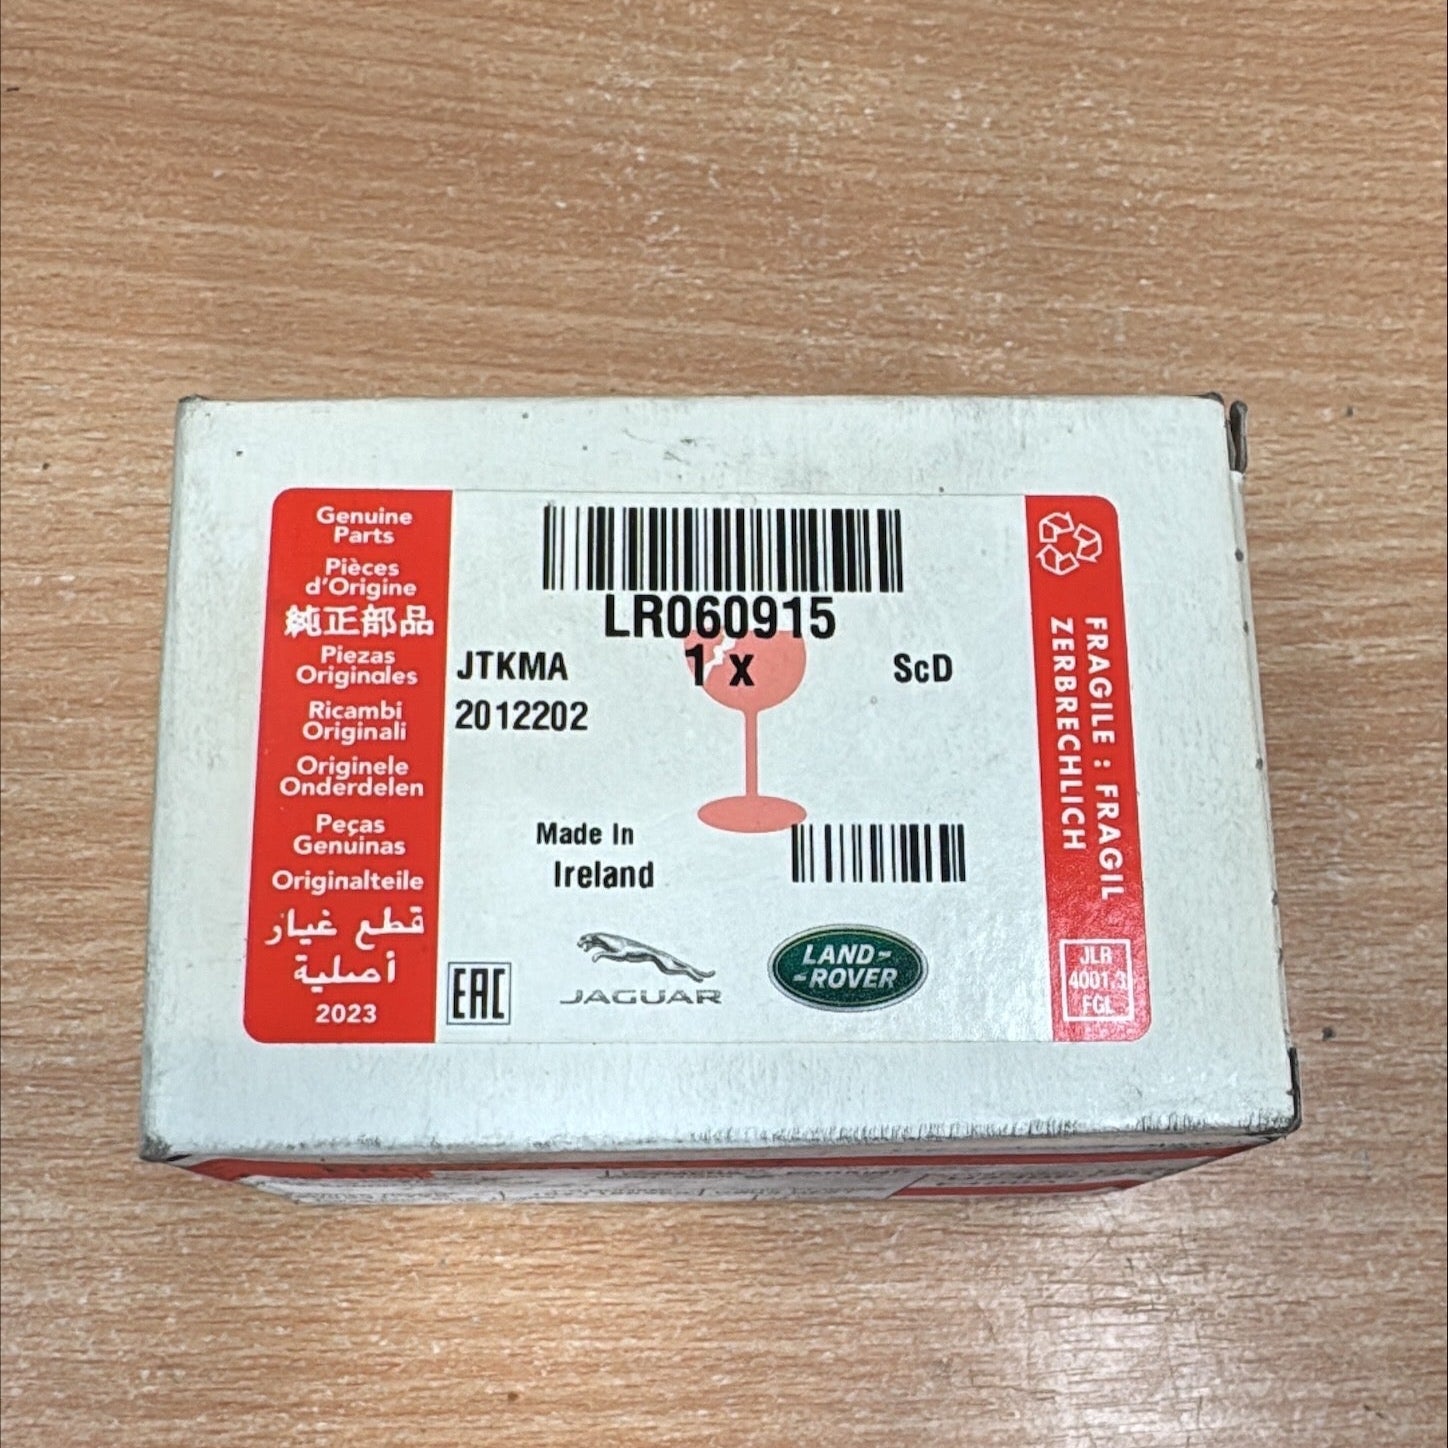 Genuine
Parts
Pièces
d'Origine
純正部品
Piezas
Originales
Ricambi
Originali
Originele
Onderdelen
Peças
Genuinas
Originalteile
قطع غيار
أصلية
2023
LR060915
1 x
JTKMA
ScD
2012202
Made In
Ireland
EAC
JAGUAR
LAND-
-ROVER
FRAGILE : FRAGIL
ZERBRECHLICH
JLR
4001.3
FGL